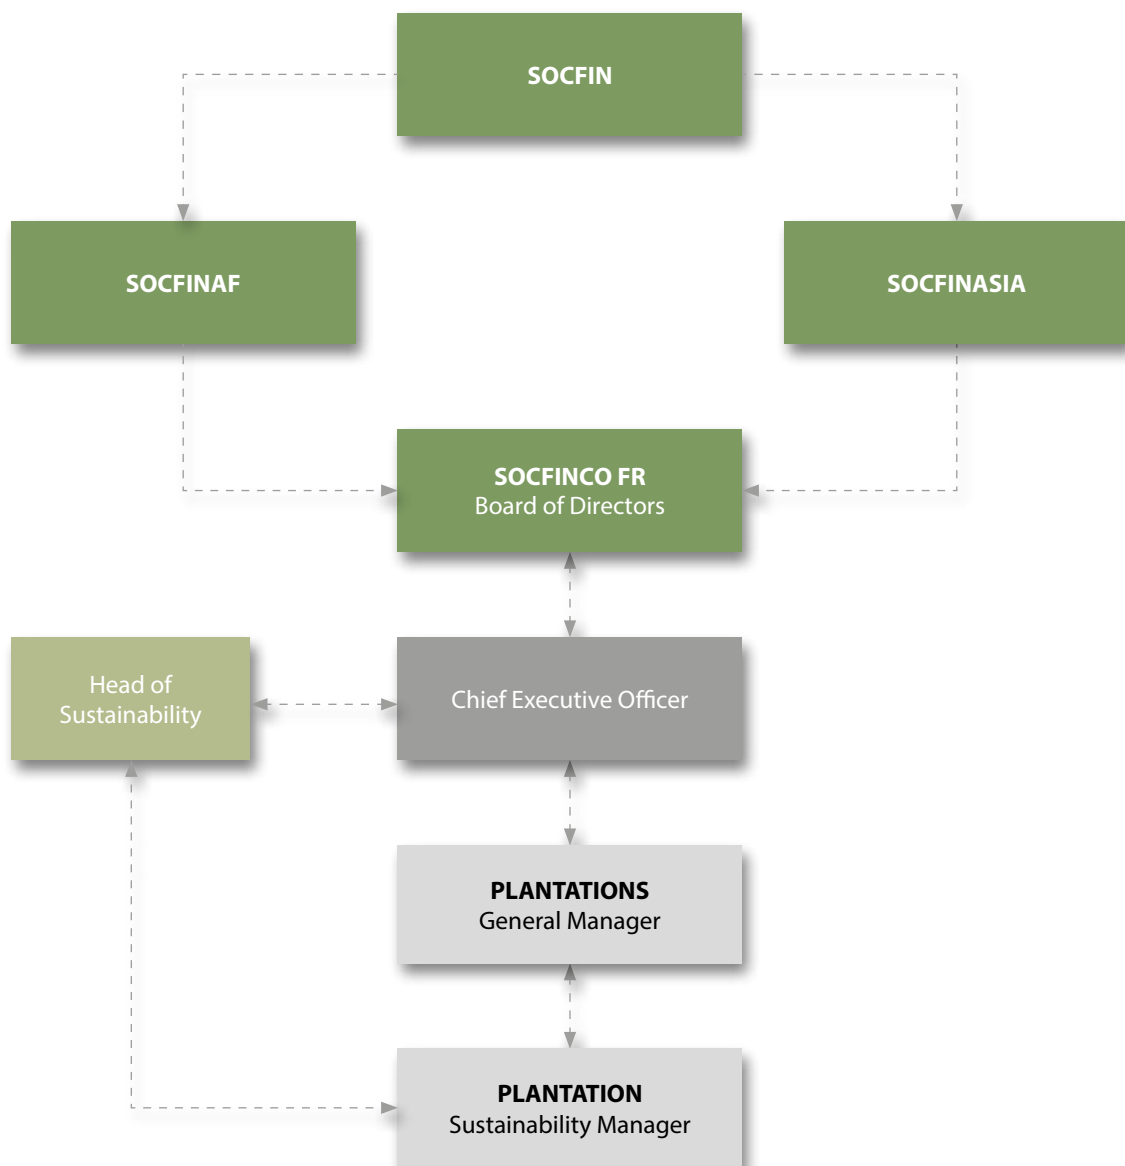 SOCFIN
SOCFINAF
SOCFINASIA
SOCFINCO FR
Board of Directors
Head of
Sustainability
Chief Executive Officer
PLANTATIONS
General Manager
PLANTATION
Sustainability Manager